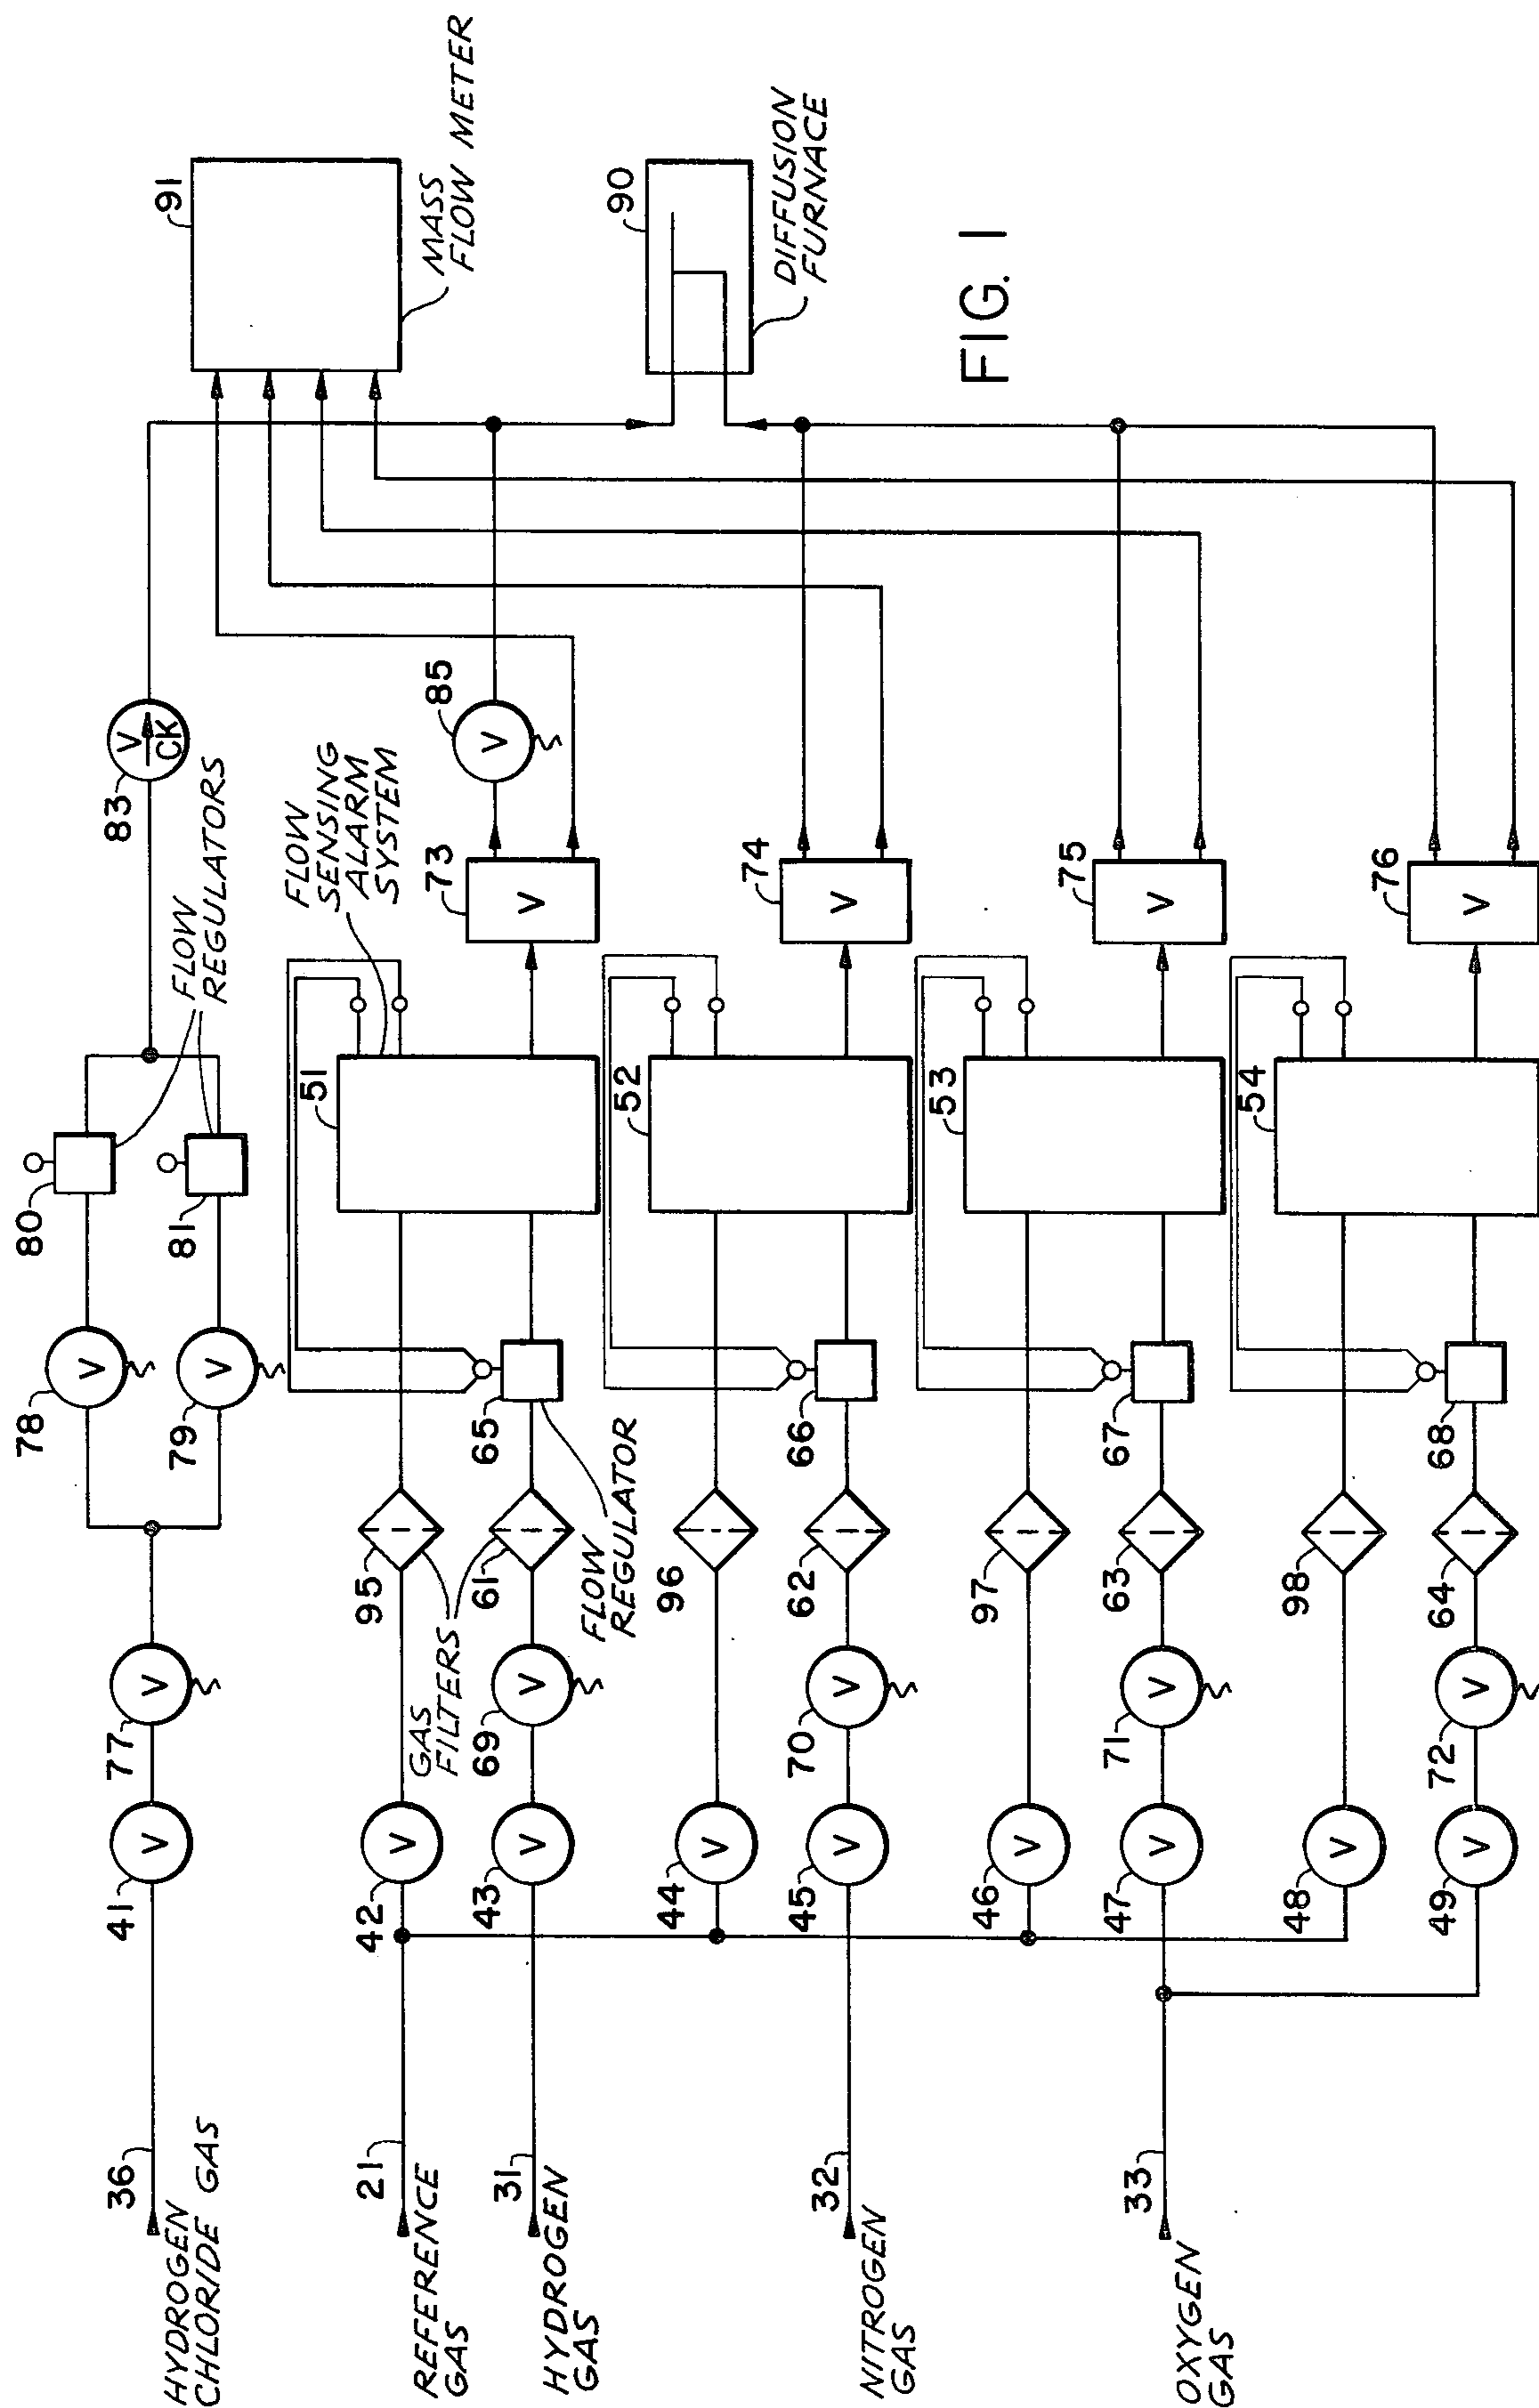 HYDROGEN
CHLORIDE GAS
36
41
V
77
V
78
V
79
V
80
81
FLOW
REGULATORS
83
V
CK
REFERENCE
GAS
21
42
V
95
GAS
FILTERS
51
FLOW
SENSING
ALARM
SYSTEM
HYDROGEN
GAS
31
43
V
69
V
61
65
FLOW
REGULATOR
73
V
85
V
91
MASS
FLOW METER
90
DIFFUSION
FURNACE
44
V
96
52
NITROGEN
GAS
32
45
V
70
V
62
66
74
V
46
V
97
53
OXYGEN
GAS
33
47
V
71
V
63
67
75
V
48
V
98
54
49
V
72
V
64
68
76
V
FIG. 1